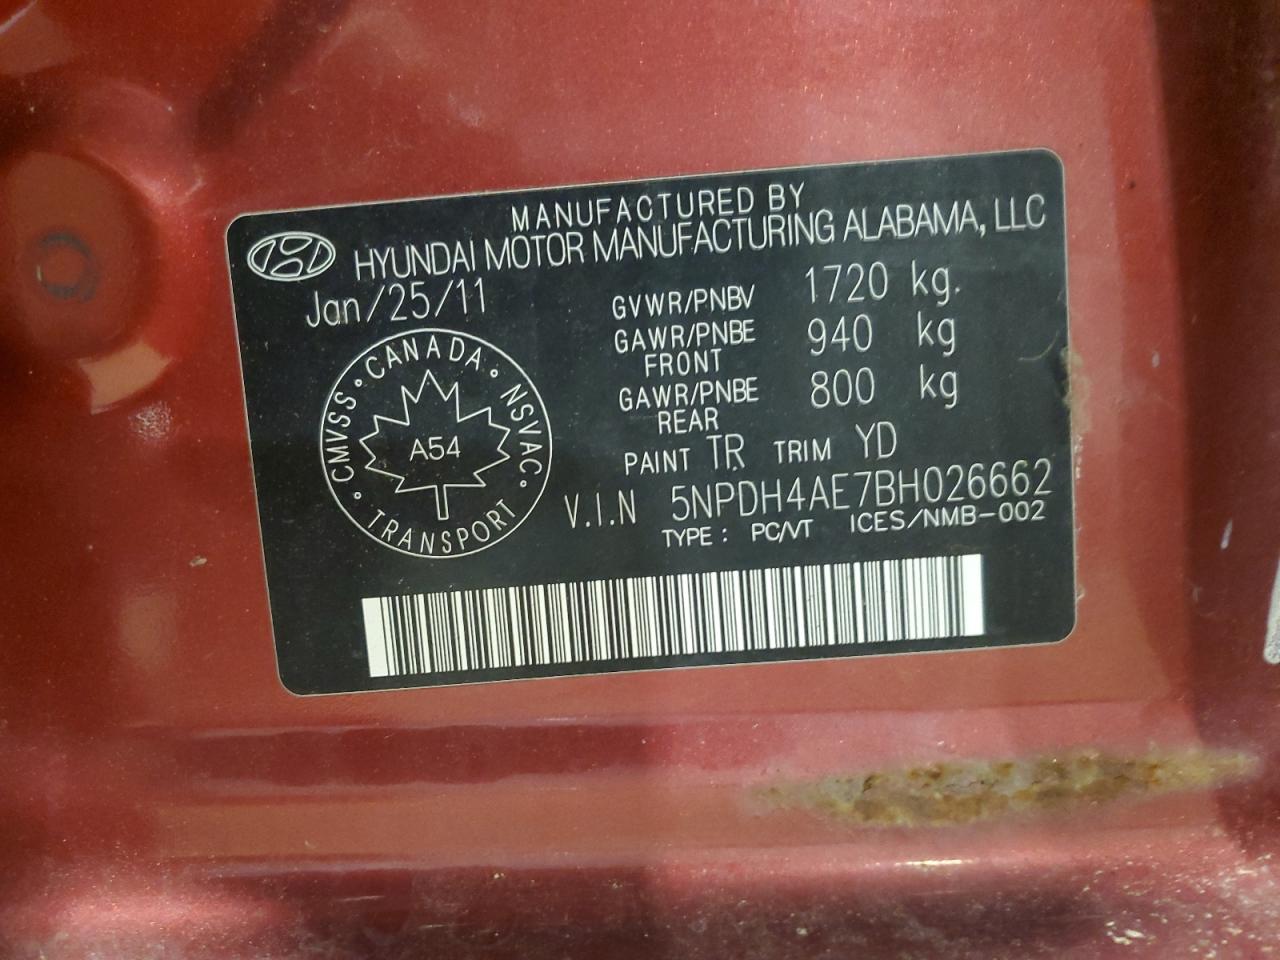 MANUFACTURED BY
HYUNDAI MOTOR MANUFACTURING ALABAMA, LLC
Jan/25/11
GVWR/PNBV 1720 kg.
GAWR/PNBE 940 kg
FRONT
GAWR/PNBE 800 kg
REAR
PAINT TR TRIM YD
V.I.N 5NPDH4AE7BH026662
TYPE : PC/VT ICES/NMB-002
CMVSS • CANADA • NSVAC • TRANSPORT •
A54